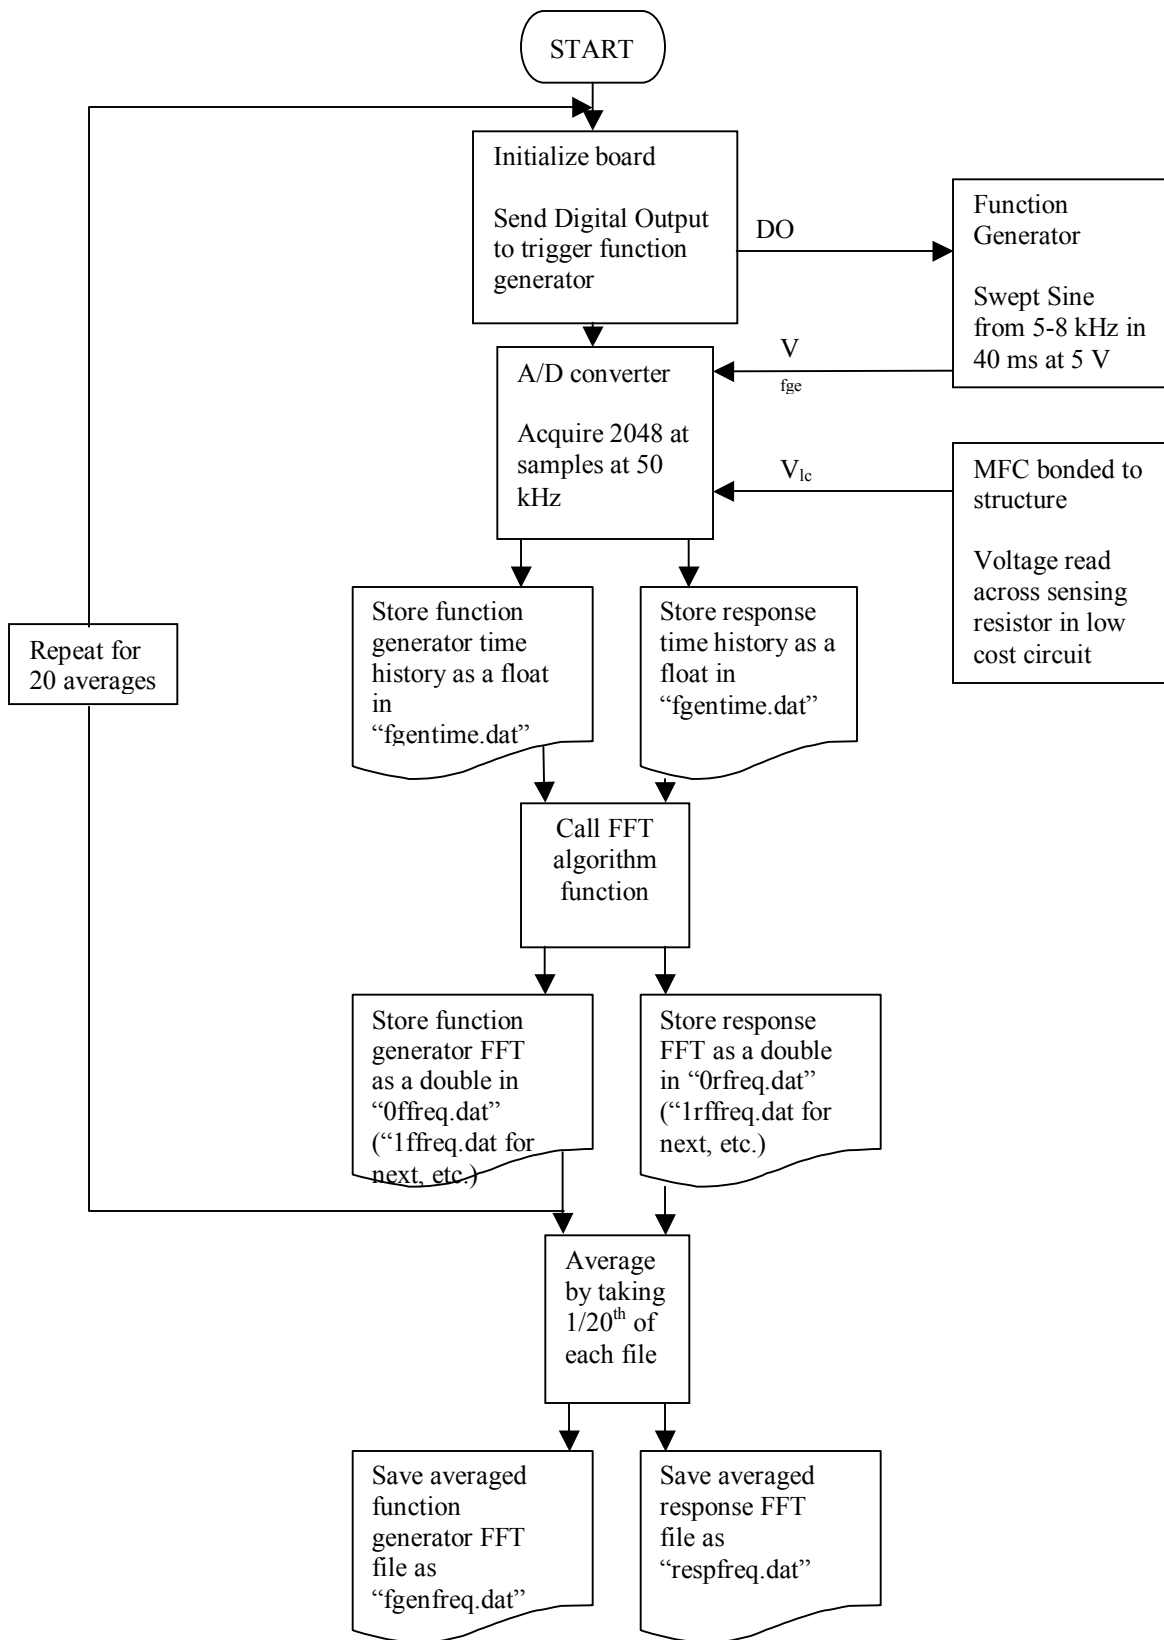 START
Initialize board
Send Digital Output
to trigger function
generator
DO
Function
Generator
Swept Sine
from 5-8 kHz in
40 ms at 5 V
A/D converter
Acquire 2048 at
samples at 50
kHz
V
fge
V_lc
MFC bonded to
structure
Voltage read
across sensing
resistor in low
cost circuit
Repeat for
20 averages
Store function
generator time
history as a float
in
“fgentime.dat”
Store response
time history as a
float in
“fgentime.dat”
Call FFT
algorithm
function
Store function
generator FFT
as a double in
“0ffreq.dat”
(“1ffreq.dat for
next, etc.)
Store response
FFT as a double
in “0rfreq.dat”
(“1rffreq.dat for
next, etc.)
Average
by taking
1/20th of
each file
Save averaged
function
generator FFT
file as
“fgenfreq.dat”
Save averaged
response FFT
file as
“respfreq.dat”